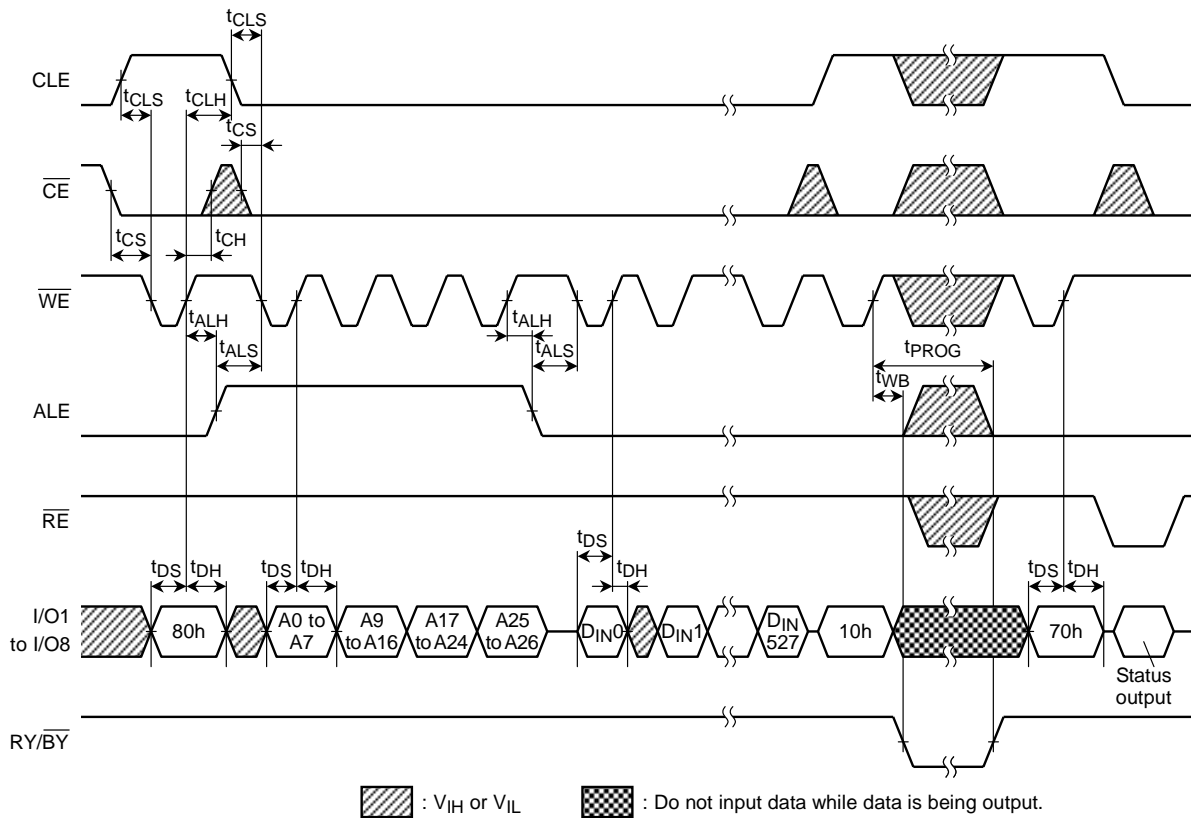 tCLS
CLE
tCLS tCLH
tCS
CE
tCS tCH
WE
tALH tALH
tALS tALS tPROG
tWB
ALE
RE
tDS tDH tDS tDH tDS tDH tDS tDH
I/O1 to I/O8
80h
A0 to A7
A9 to A16
A17 to A24
A25 to A26
DIN0
DIN1
DIN 527
10h
70h
Status output
RY/BY
: VIH or VIL
: Do not input data while data is being output.